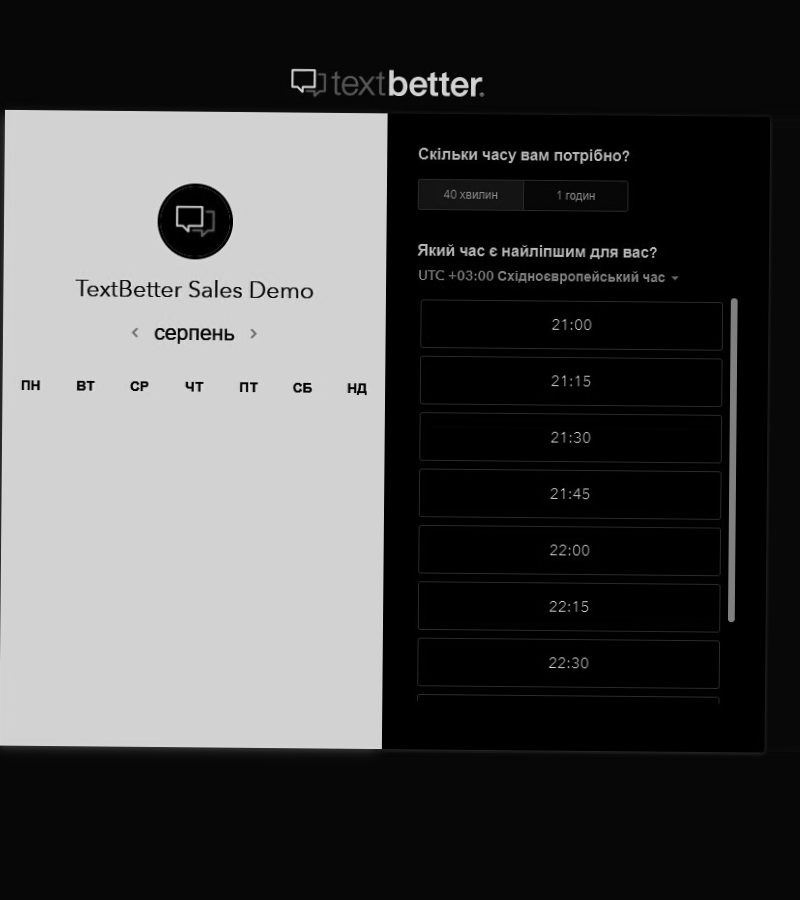 textbetter.
TextBetter Sales Demo
серпень
ПН ВТ СР ЧТ ПТ СБ НД
Скільки часу вам потрібно?
40 хвилин 1 годин
Який час є найліпшим для вас?
UTC +03:00 Східноєвропейський час
21:00
21:15
21:30
21:45
22:00
22:15
22:30